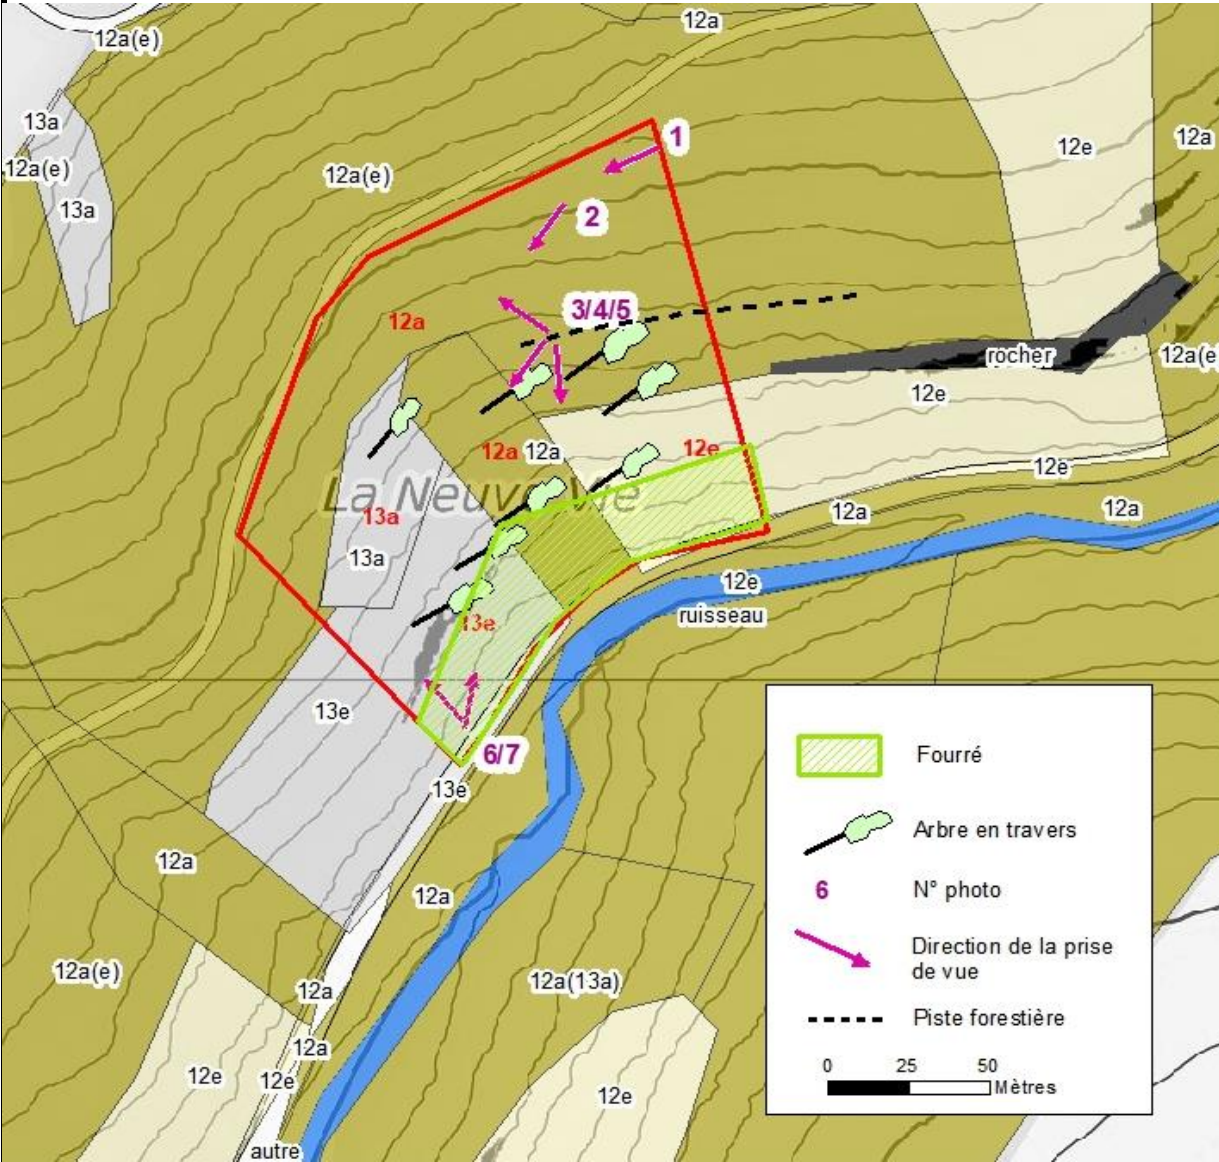 12a
12a(e)
13a
12a
12e
12a(e)
12a(e)
1
13a
2
3/4/5
12a
rocher
12a(e
12e
12a
12a
12e
12e
La Neuve Vie
13a
12a
12a
13a
12e
ruisseau
13e
13e
6/7
13e
12a
12a
12a(e)
12a(13a)
12a
12a
12e
12e
12e
autre
Fourré
Arbre en travers
6
N° photo
Direction de la prise
de vue
Piste forestière
0 25 50
Mètres